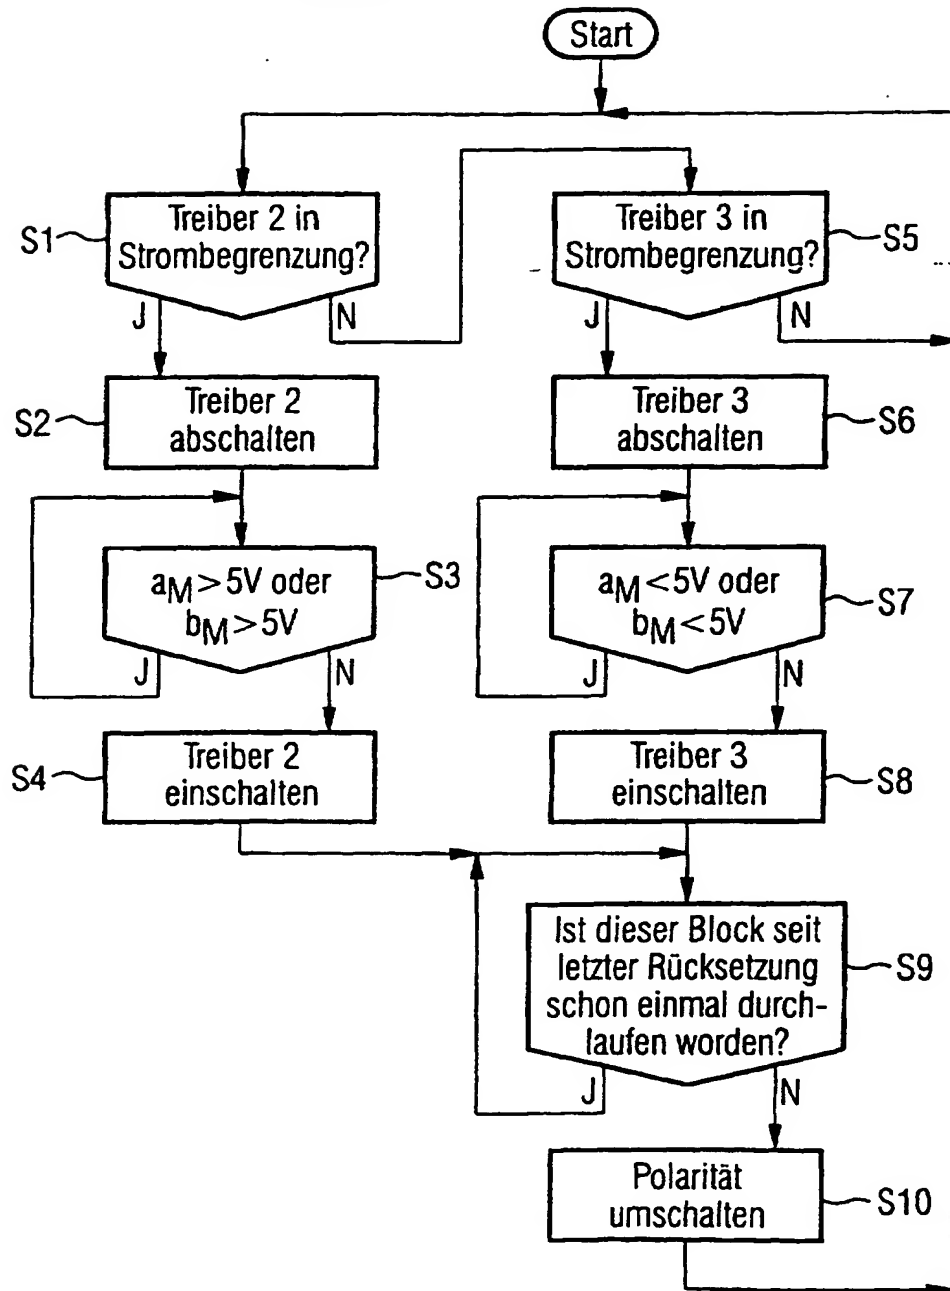 Start
S1
Treiber 2 in
Strombegrenzung?
J
N
Treiber 3 in
Strombegrenzung?
S5
J
N
S2
Treiber 2
abschalten
Treiber 3
abschalten
S6
aM > 5V oder
bM > 5V
S3
J
N
aM < 5V oder
bM < 5V
S7
J
N
S4
Treiber 2
einschalten
Treiber 3
einschalten
S8
Ist dieser Block seit
letzter Rücksetzung
schon einmal durch-
laufen worden?
S9
J
N
Polarität
umschalten
S10